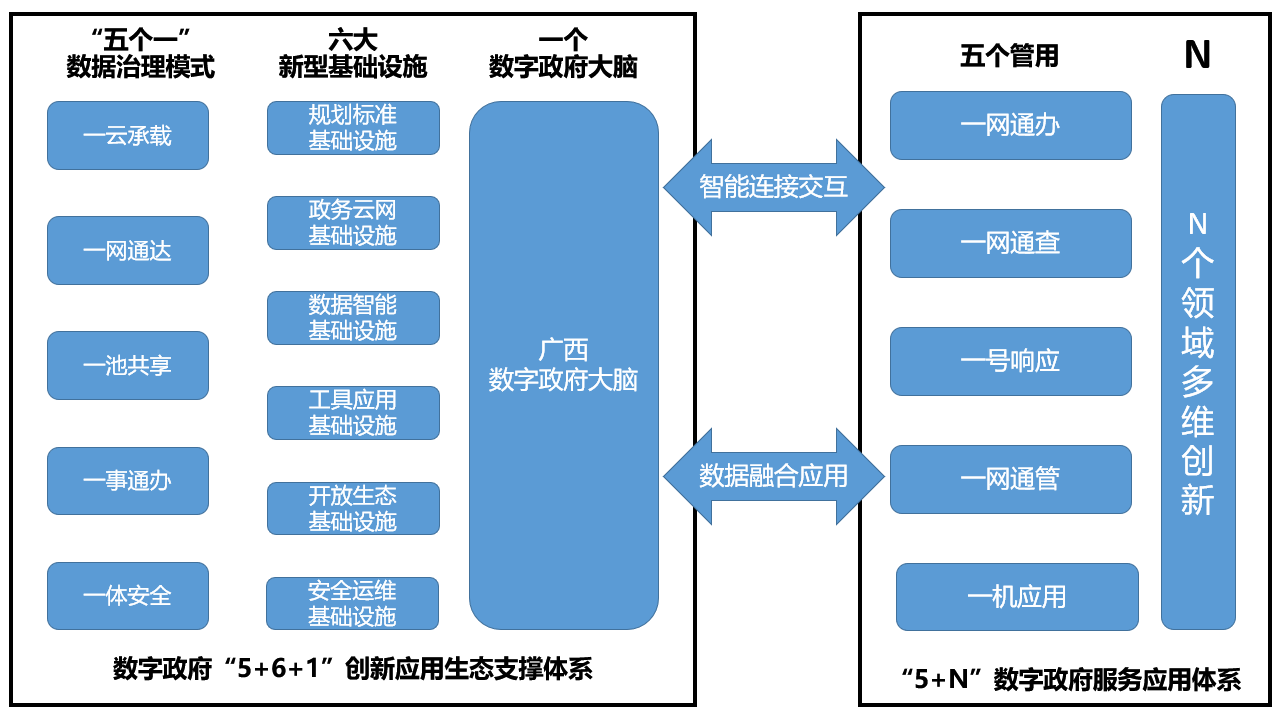 “五个一”
数据治理模式
一云承载
一网通达
一池共享
一事通办
一体安全
六大
新型基础设施
规划标准
基础设施
政务云网
基础设施
数据智能
基础设施
工具应用
基础设施
开放生态
基础设施
安全运维
基础设施
一个
数字政府大脑
广西
数字政府大脑
数字政府“5+6+1”创新应用生态支撑体系
智能连接交互
数据融合应用
五个管用
一网通办
一网通查
一号响应
一网通管
一机应用
N
N个领域多维创新
“5+N”数字政府服务应用体系